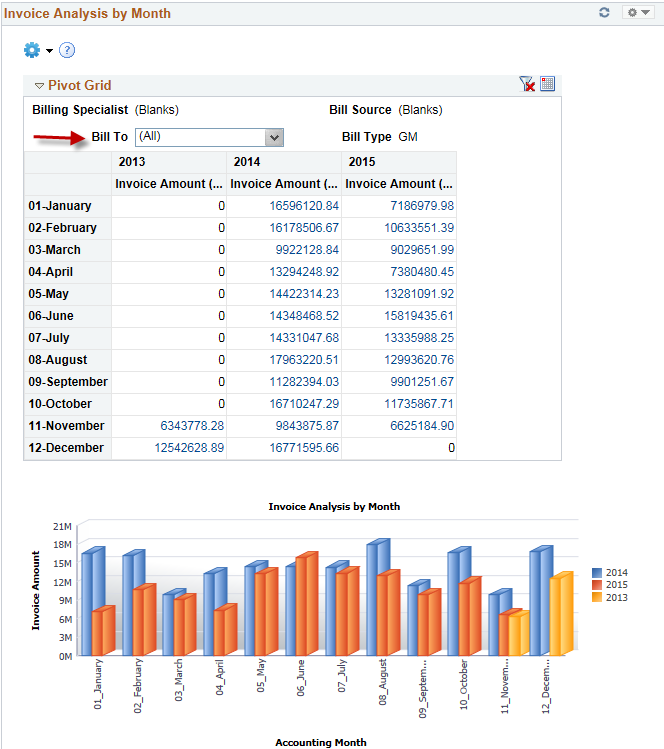 Invoice Analysis by Month
?
Pivot Grid
Billing Specialist (Blanks) Bill Source (Blanks)
Bill To (All) Bill Type GM
2013 2014 2015
Invoice Amount (... Invoice Amount (... Invoice Amount (...
01-January 0 16596120.84 7186979.98
02-February 0 16178506.67 10633551.39
03-March 0 9922128.84 9029651.99
04-April 0 13294248.92 7380480.45
05-May 0 14422314.23 13281091.92
06-June 0 14348468.52 15819435.61
07-July 0 14331047.68 13335988.25
08-August 0 17963220.51 12993620.76
09-September 0 11282394.03 9901251.67
10-October 0 16710247.29 11735867.71
11-November 6343778.28 9843875.87 6625184.90
12-December 12542628.89 16771595.66 0
Invoice Analysis by Month
Invoice Amount
21M
18M
15M
12M
9M
6M
3M
0M
01_January
02_February
03_March
04_April
05_May
06_June
07_July
08_August
09_Septem...
10_October
11_Novem...
12_Decem...
2014
2015
2013
Accounting Month